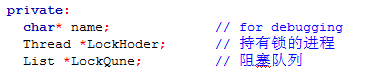 private:
char* name; // for debugging
Thread *LockHoder; // 持有锁的进程
List *LockQune; // 阻塞队列